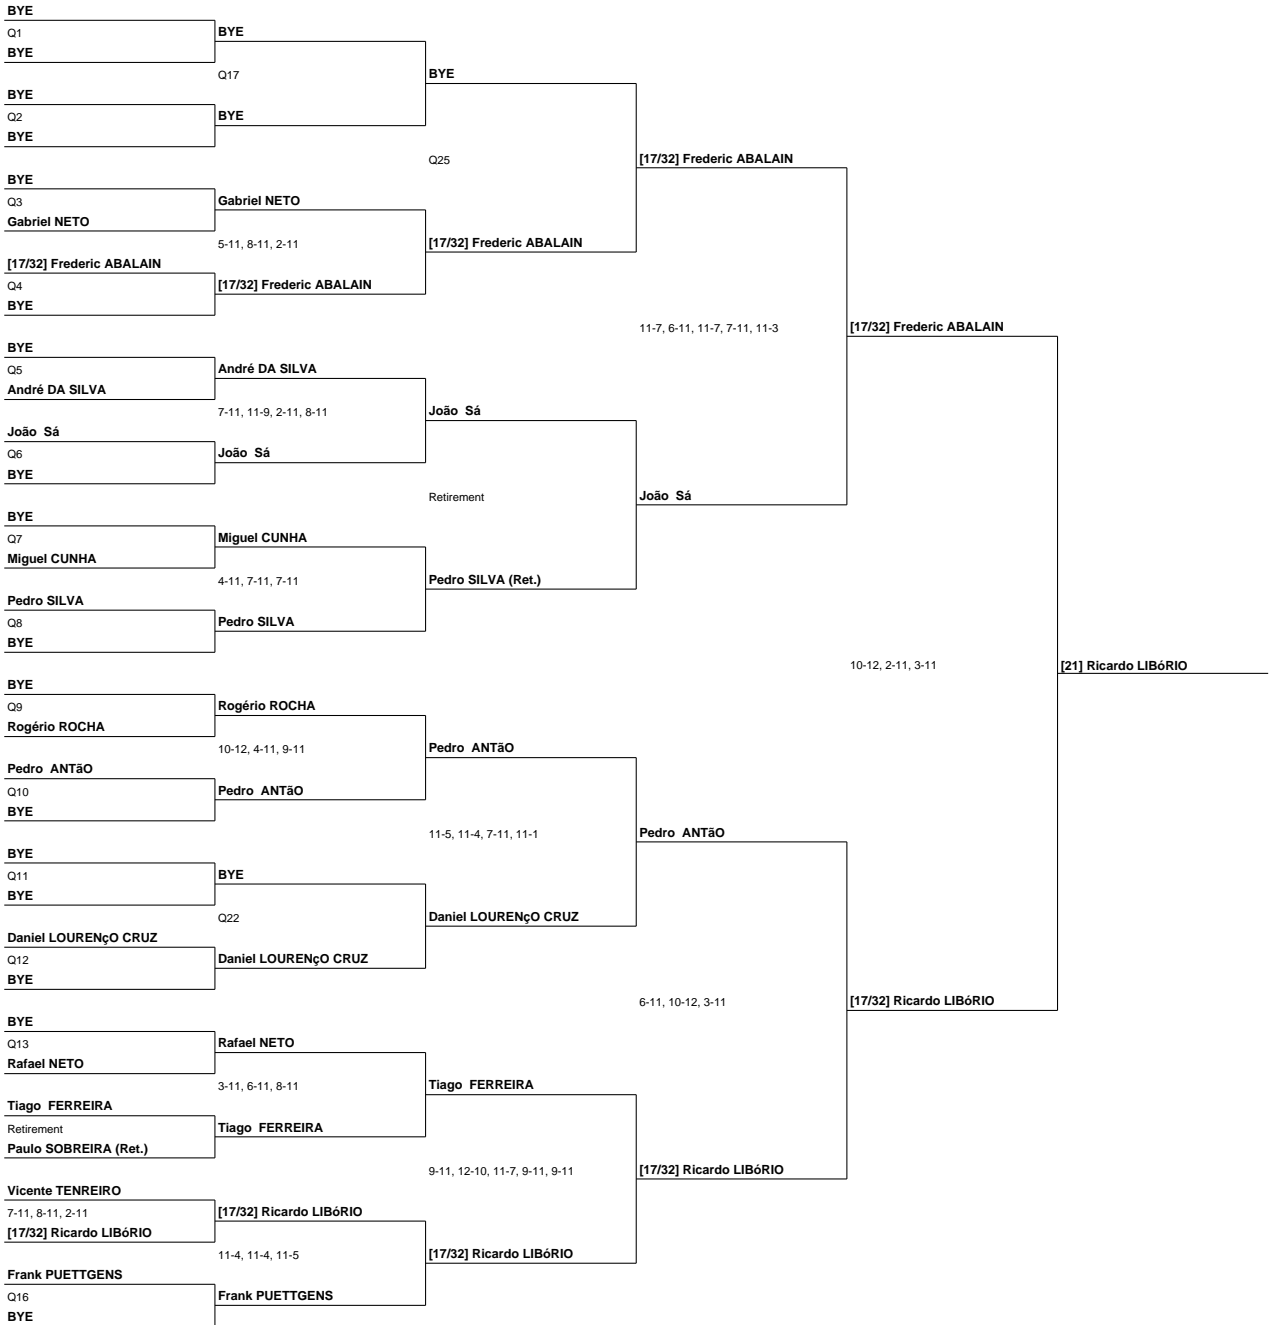 BYE
Q1
BYE
BYE
Q17
BYE
BYE
Q2
BYE
BYE
Q25
[17/32] Frederic ABALAIN
BYE
Q3
Gabriel NETO
Gabriel NETO
5-11, 8-11, 2-11
[17/32] Frederic ABALAIN
[17/32] Frederic ABALAIN
Q4
[17/32] Frederic ABALAIN
BYE
11-7, 6-11, 11-7, 7-11, 11-3
[17/32] Frederic ABALAIN
BYE
Q5
André DA SILVA
André DA SILVA
7-11, 11-9, 2-11, 8-11
João Sá
João Sá
Q6
João Sá
BYE
Retirement
João Sá
BYE
Q7
Miguel CUNHA
Miguel CUNHA
4-11, 7-11, 7-11
Pedro SILVA (Ret.)
Pedro SILVA
Q8
Pedro SILVA
BYE
10-12, 2-11, 3-11
[21] Ricardo LIBóRIO
BYE
Q9
Rogério ROCHA
Rogério ROCHA
10-12, 4-11, 9-11
Pedro ANTãO
Pedro ANTãO
Q10
Pedro ANTãO
BYE
11-5, 11-4, 7-11, 11-1
Pedro ANTãO
BYE
Q11
BYE
BYE
Q22
Daniel LOURENçO CRUZ
Daniel LOURENçO CRUZ
Q12
Daniel LOURENçO CRUZ
BYE
6-11, 10-12, 3-11
[17/32] Ricardo LIBóRIO
BYE
Q13
Rafael NETO
Rafael NETO
3-11, 6-11, 8-11
Tiago FERREIRA
Tiago FERREIRA
Retirement
Tiago FERREIRA
Paulo SOBREIRA (Ret.)
9-11, 12-10, 11-7, 9-11, 9-11
[17/32] Ricardo LIBóRIO
Vicente TENREIRO
7-11, 8-11, 2-11
[17/32] Ricardo LIBóRIO
[17/32] Ricardo LIBóRIO
11-4, 11-4, 11-5
[17/32] Ricardo LIBóRIO
Frank PUETTGENS
Q16
Frank PUETTGENS
BYE